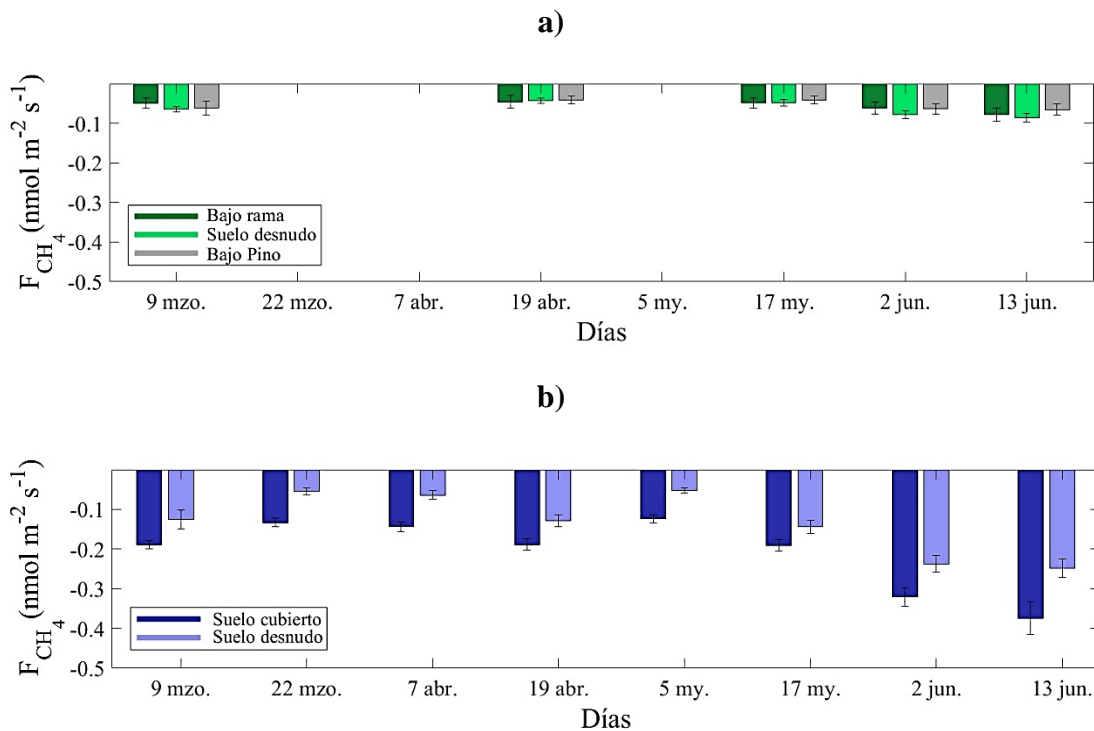 a)
F_CH_4 (nmol m^-2 s^-1)
-0.1
-0.2
-0.3
-0.4
-0.5
Bajo rama
Suelo desnudo
Bajo Pino
9 mzo. 22 mzo. 7 abr. 19 abr. 5 my. 17 my. 2 jun. 13 jun.
Días
b)
F_CH_4 (nmol m^-2 s^-1)
-0.1
-0.2
-0.3
-0.4
-0.5
Suelo cubierto
Suelo desnudo
9 mzo. 22 mzo. 7 abr. 19 abr. 5 my. 17 my. 2 jun. 13 jun.
Días